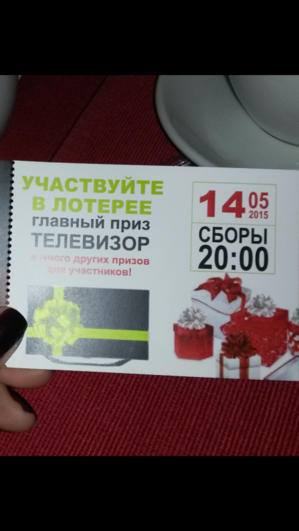 УЧАСТВУЙТЕ
В ЛОТЕРЕЕ
главный приз
ТЕЛЕВИЗОР
и много других призов
для участников!
14 05
2015
СБОРЫ
20:00